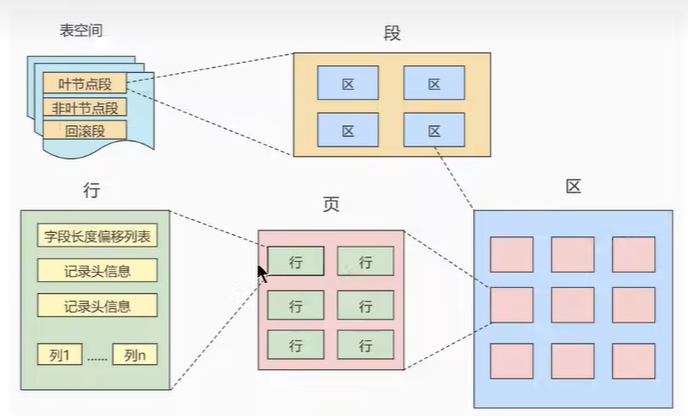 表空间
叶节点段
非叶节点段
回滚段
段
区 区
区 区
行
字段长度偏移列表
记录头信息
记录头信息
列1 ...... 列n
页
行 行
行 行
行 行
区